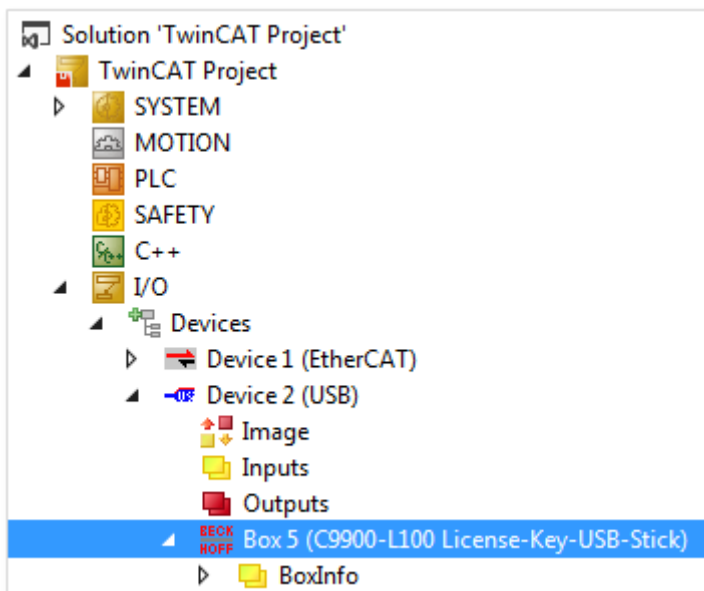 Solution 'TwinCAT Project'
TwinCAT Project
SYSTEM
MOTION
PLC
SAFETY
C++
I/O
Devices
Device 1 (EtherCAT)
Device 2 (USB)
Image
Inputs
Outputs
BECK
HOFF
Box 5 (C9900-L100 License-Key-USB-Stick)
BoxInfo